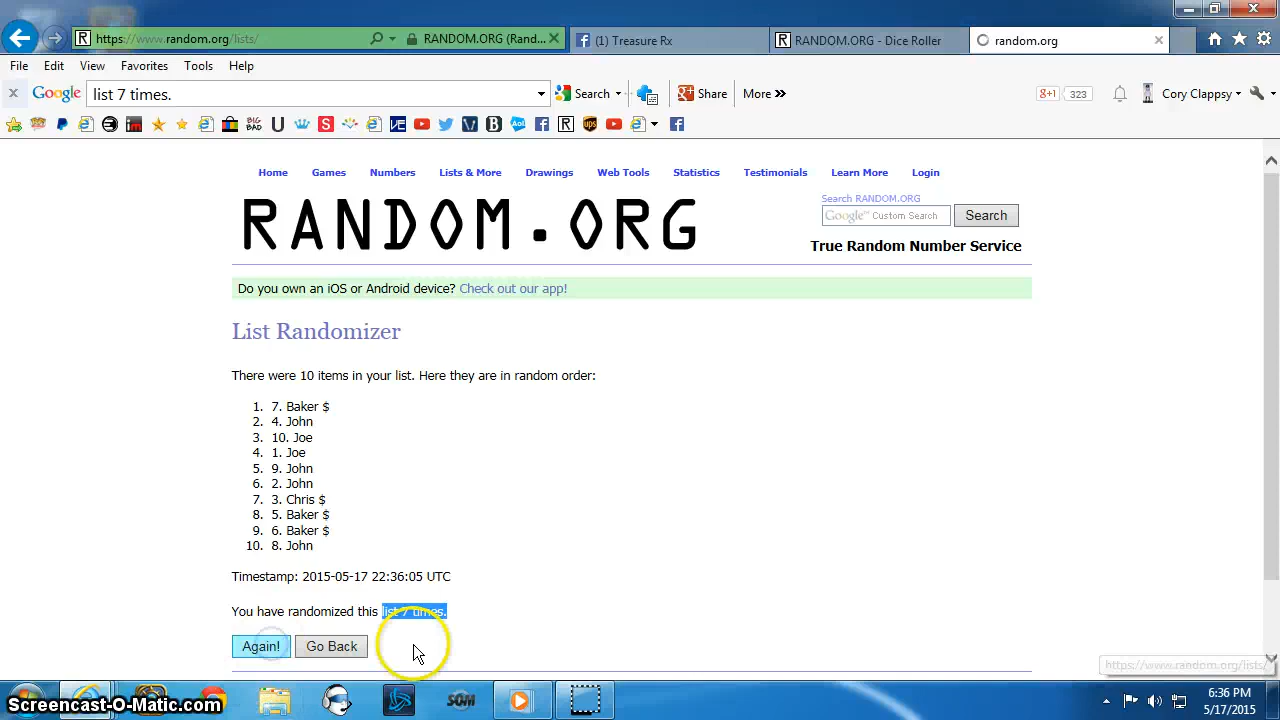 https://www.random.org/lists/
RANDOM.ORG (Rand...
(1) Treasure Rx
RANDOM.ORG - Dice Roller
random.org
File Edit View Favorites Tools Help
Google list 7 times. Search Share More » 323 Cory Clappsy
Home Games Numbers Lists & More Drawings Web Tools Statistics Testimonials Learn More Login
RANDOM.ORG
Search RANDOM.ORG
Google™ Custom Search Search
True Random Number Service
Do you own an iOS or Android device? Check out our app!
List Randomizer
There were 10 items in your list. Here they are in random order:
1. 7. Baker $
2. 4. John
3. 10. Joe
4. 1. Joe
5. 9. John
6. 2. John
7. 3. Chris $
8. 5. Baker $
9. 6. Baker $
10. 8. John
Timestamp: 2015-05-17 22:36:05 UTC
You have randomized this list 7 times.
Again! Go Back
https://www.random.org/lists/
Screencast-O-Matic.com
SOM
6:36 PM
5/17/2015